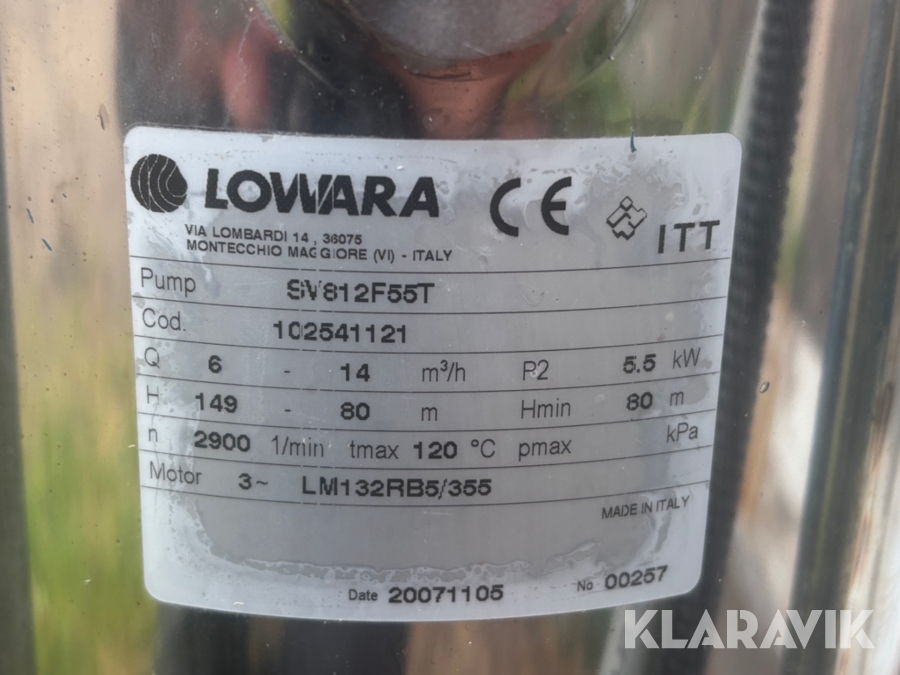 LOWARA
CE
ITT
VIA LOMBARDI 14 , 36075
MONTECCHIO MAGGIORE (VI) - ITALY
Pump SV812F55T
Cod. 102541121
Q 6 - 14 m³/h P2 5.5 kW
H 149 - 80 m Hmin 80 m
n 2900 1/min tmax 120 °C pmax kPa
Motor 3~ LM132RB5/355
MADE IN ITALY
Date 20071105 No 00257
KLARAVIK